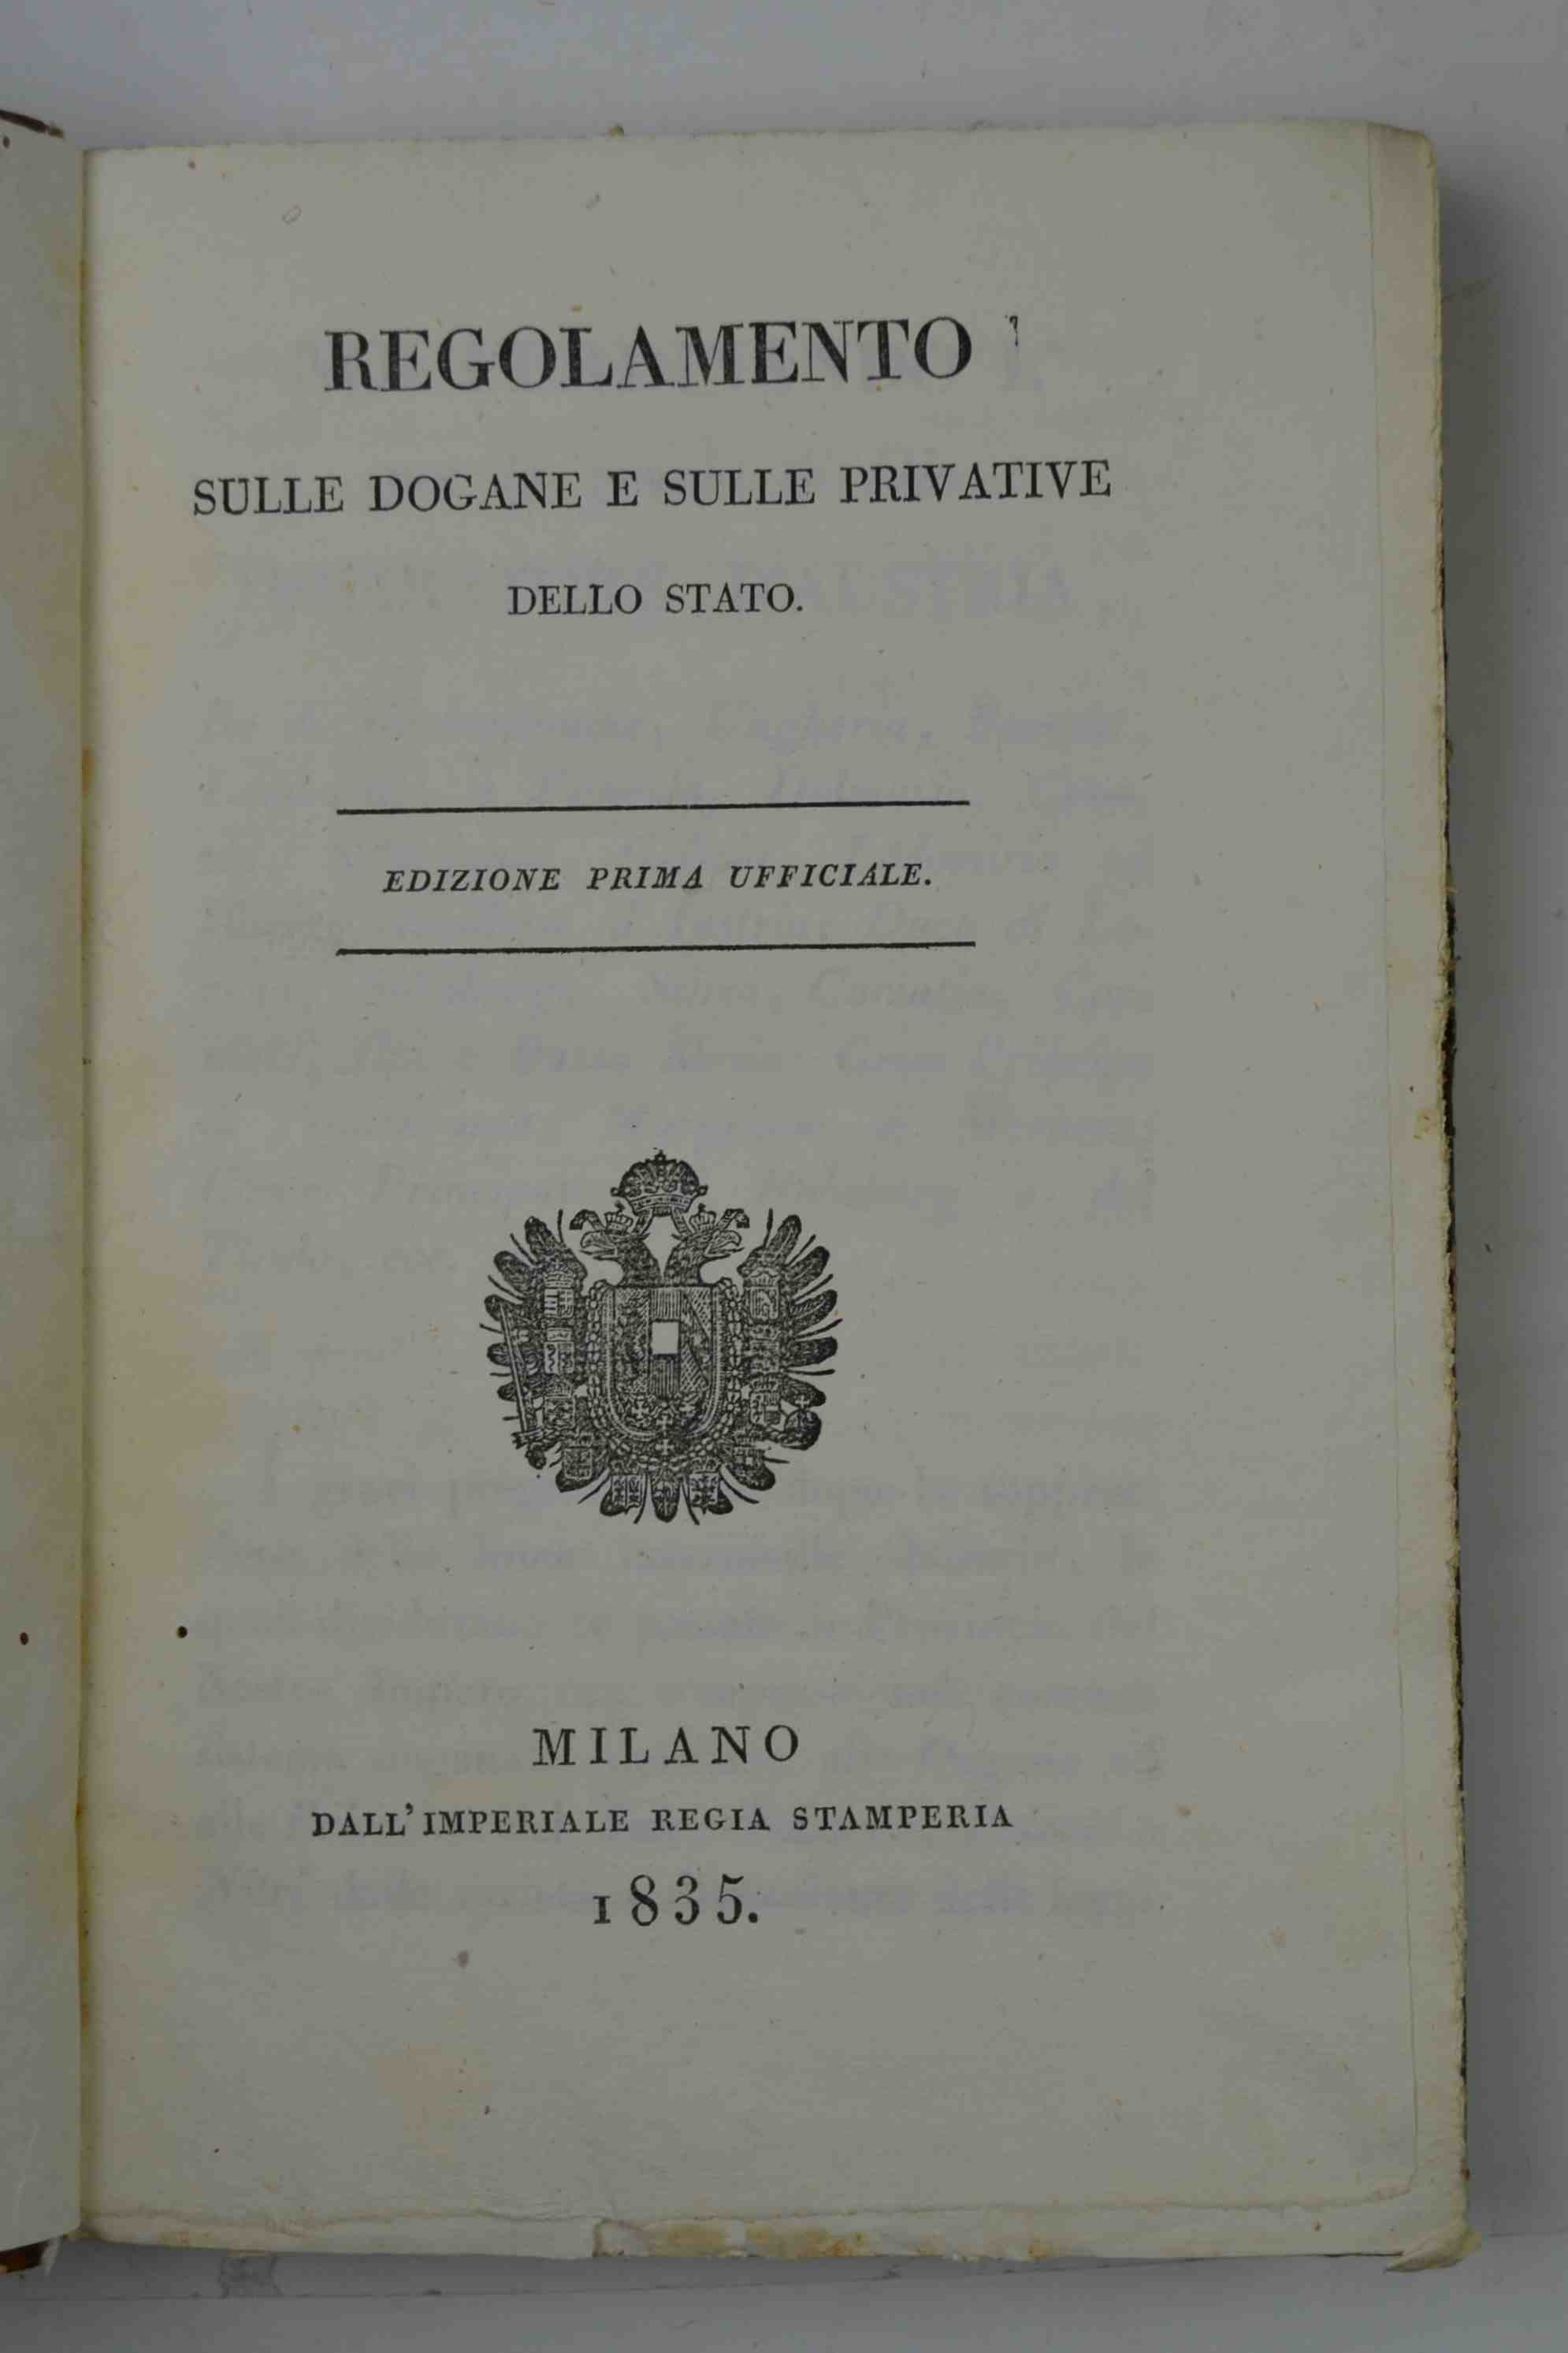 REGOLAMENTO
SULLE DOGANE E SULLE PRIVATIVE
DELLO STATO.
EDIZIONE PRIMA UFFICIALE.
MILANO
DALL'IMPERIALE REGIA STAMPERIA
1835.